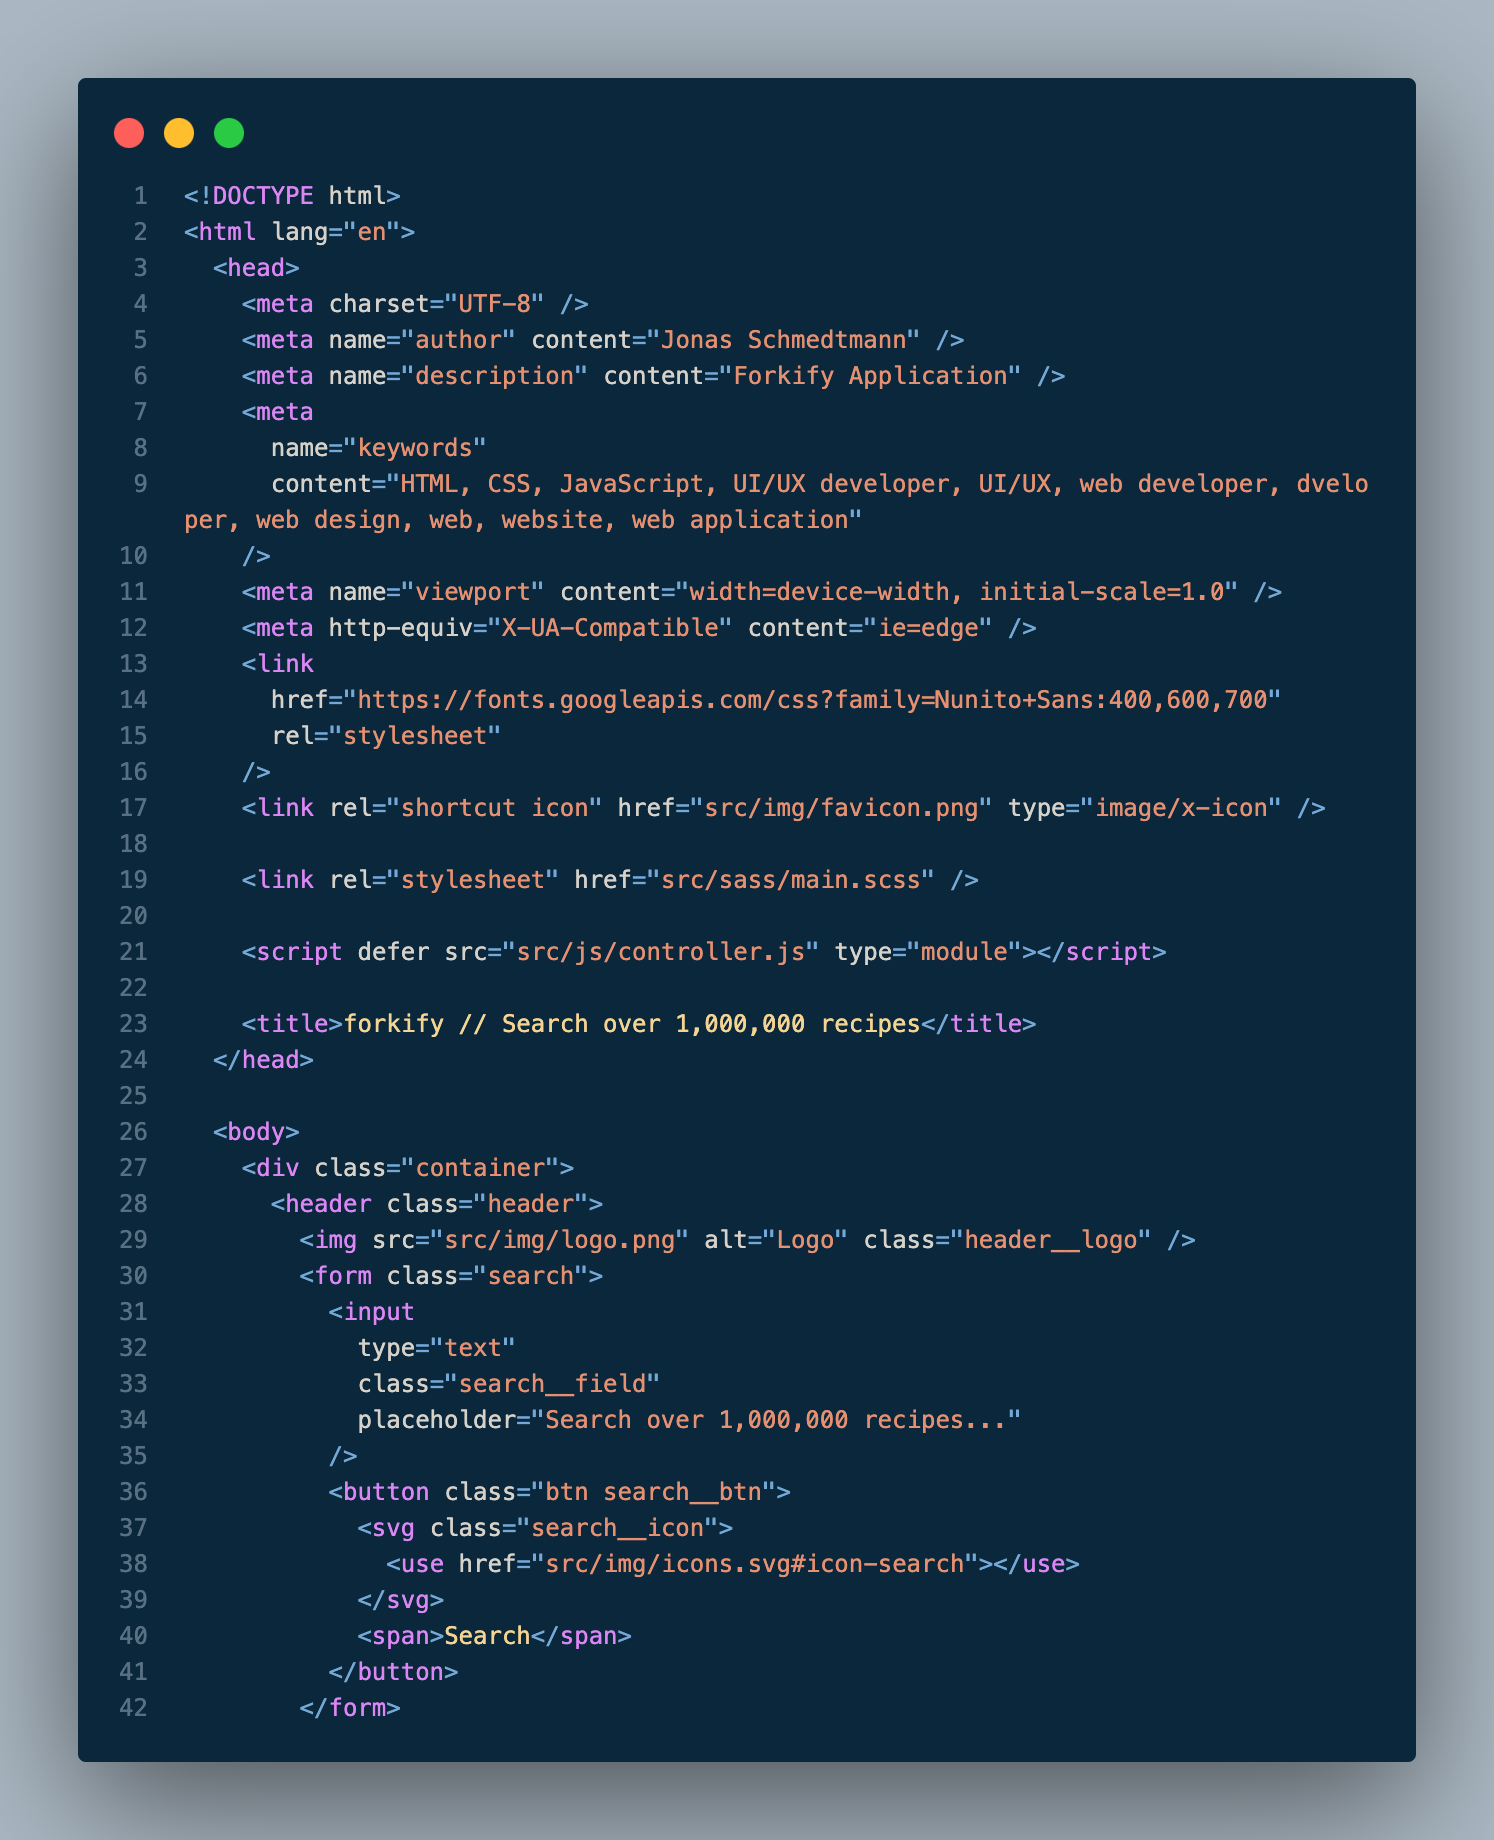 1 <!DOCTYPE html>
2 <html lang="en">
3   <head>
4     <meta charset="UTF-8" />
5     <meta name="author" content="Jonas Schmedtmann" />
6     <meta name="description" content="Forkify Application" />
7     <meta
8       name="keywords"
9       content="HTML, CSS, JavaScript, UI/UX developer, UI/UX, web developer, dvelo
per, web design, web, website, web application"
10     />
11     <meta name="viewport" content="width=device-width, initial-scale=1.0" />
12     <meta http-equiv="X-UA-Compatible" content="ie=edge" />
13     <link
14       href="https://fonts.googleapis.com/css?family=Nunito+Sans:400,600,700"
15       rel="stylesheet"
16     />
17     <link rel="shortcut icon" href="src/img/favicon.png" type="image/x-icon" />
18
19     <link rel="stylesheet" href="src/sass/main.scss" />
20
21     <script defer src="src/js/controller.js" type="module"></script>
22
23     <title>forkify // Search over 1,000,000 recipes</title>
24   </head>
25
26   <body>
27     <div class="container">
28       <header class="header">
29         <img src="src/img/logo.png" alt="Logo" class="header__logo" />
30         <form class="search">
31           <input
32             type="text"
33             class="search__field"
34             placeholder="Search over 1,000,000 recipes..."
35           />
36           <button class="btn search__btn">
37             <svg class="search__icon">
38               <use href="src/img/icons.svg#icon-search"></use>
39             </svg>
40             <span>Search</span>
41           </button>
42         </form>